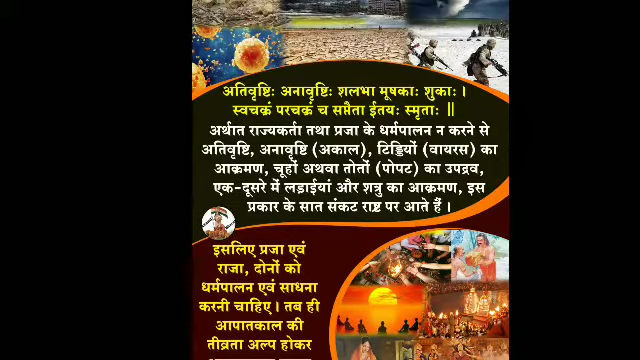 अतिवृष्टिः अनावृष्टिः शलभा मूषकाः शुकाः ।
स्वचक्रं परचक्रं च सप्तैता ईतयः स्मृताः ॥
अर्थात राज्यकर्ता तथा प्रजा के धर्मपालन न करने से
अतिवृष्टि, अनावृष्टि (अकाल), टिड्डियों (वायरस) का
आक्रमण, चूहों अथवा तोतों (पोपट) का उपद्रव,
एक-दूसरे में लड़ाईयां और शत्रु का आक्रमण, इस
प्रकार के सात संकट राष्ट्र पर आते हैं ।
इसलिए प्रजा एवं
राजा, दोनों को
धर्मपालन एवं साधना
करनी चाहिए । तब ही
आपातकाल की
तीव्रता अल्प होकर